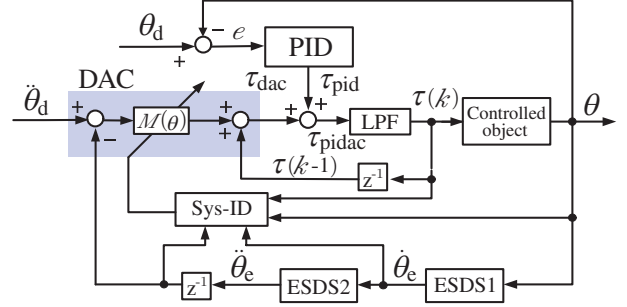 θd − e PID
+
DAC τdac τpid
θ̈d + M(θ) + + + + LPF τ(k) Controlled object θ
− + τpidac
τ(k-1) z-1
Sys-ID
θ̈e θ̇e
z-1 ESDS2 ESDS1